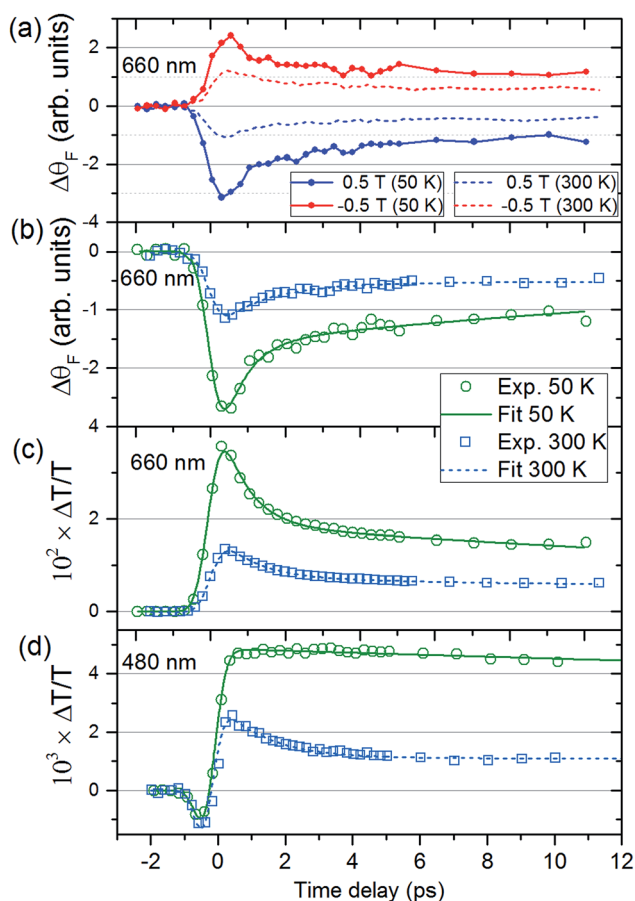 (a)
660 nm
Δθ_F (arb. units)
2
0
-2
-4
0.5 T (50 K)
0.5 T (300 K)
-0.5 T (50 K)
-0.5 T (300 K)
(b)
660 nm
Δθ_F (arb. units)
0
-1
-2
4
Exp. 50 K
Fit 50 K
Exp. 300 K
Fit 300 K
(c)
660 nm
10² × ΔT/T
2
0
(d)
480 nm
10³ × ΔT/T
4
2
0
-2 0 2 4 6 8 10 12
Time delay (ps)